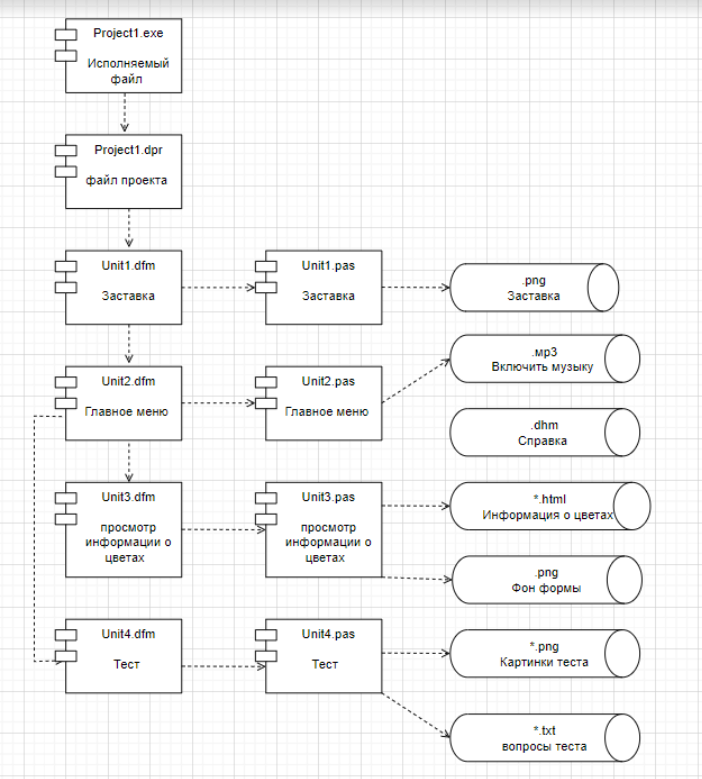 Project1.exe
Исполняемый
файл
Project1.dpr
файл проекта
Unit1.dfm
Заставка
Unit1.pas
Заставка
.png
Заставка
Unit2.dfm
Главное меню
Unit2.pas
Главное меню
.мр3
Включить музыку
.dhm
Справка
Unit3.dfm
просмотр
информации о
цветах
Unit3.pas
просмотр
информации о
цветах
*.html
Информация о цветах
.png
Фон формы
Unit4.dfm
Тест
Unit4.pas
Тест
*.png
Картинки теста
*.txt
вопросы теста